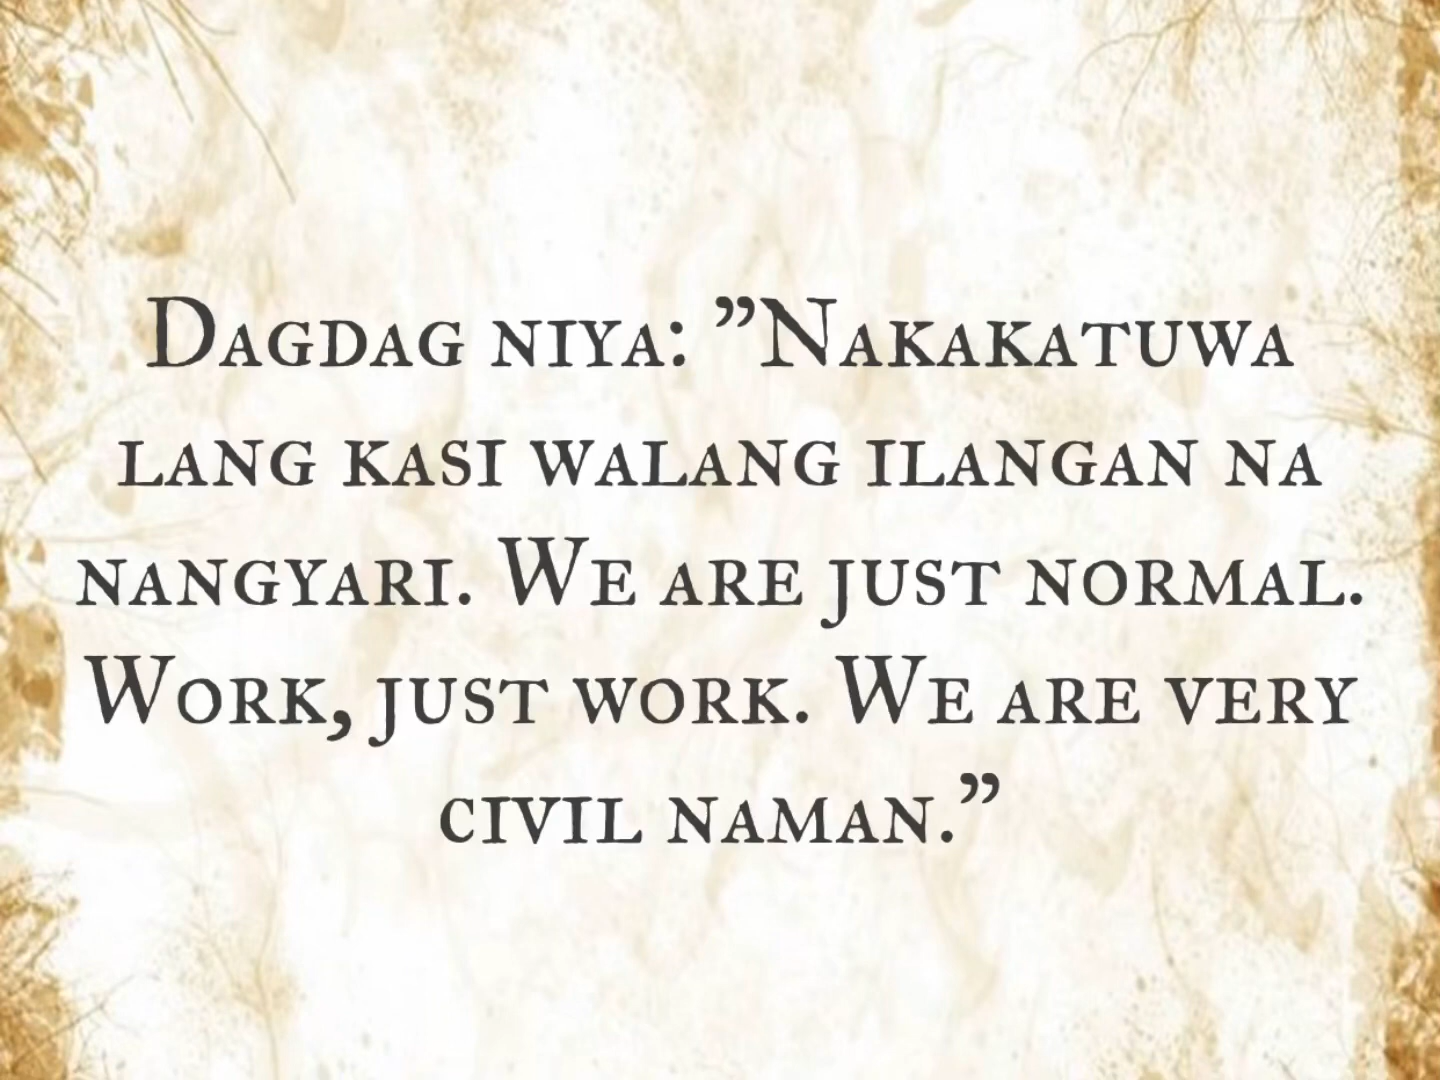 Dagdag niya: ”Nakakatuwa
lang kasi walang ilangan na
nangyari. We are just normal.
Work, just work. We are very
civil naman.”